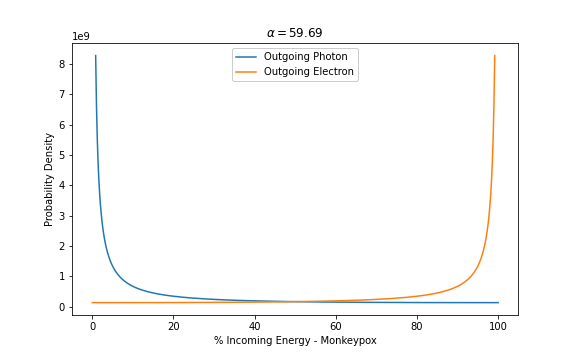 α = 59.69
1e9
Outgoing Photon
Outgoing Electron
8
7
6
5
4
3
2
1
0
Probability Density
0 20 40 60 80 100
% Incoming Energy - Monkeypox